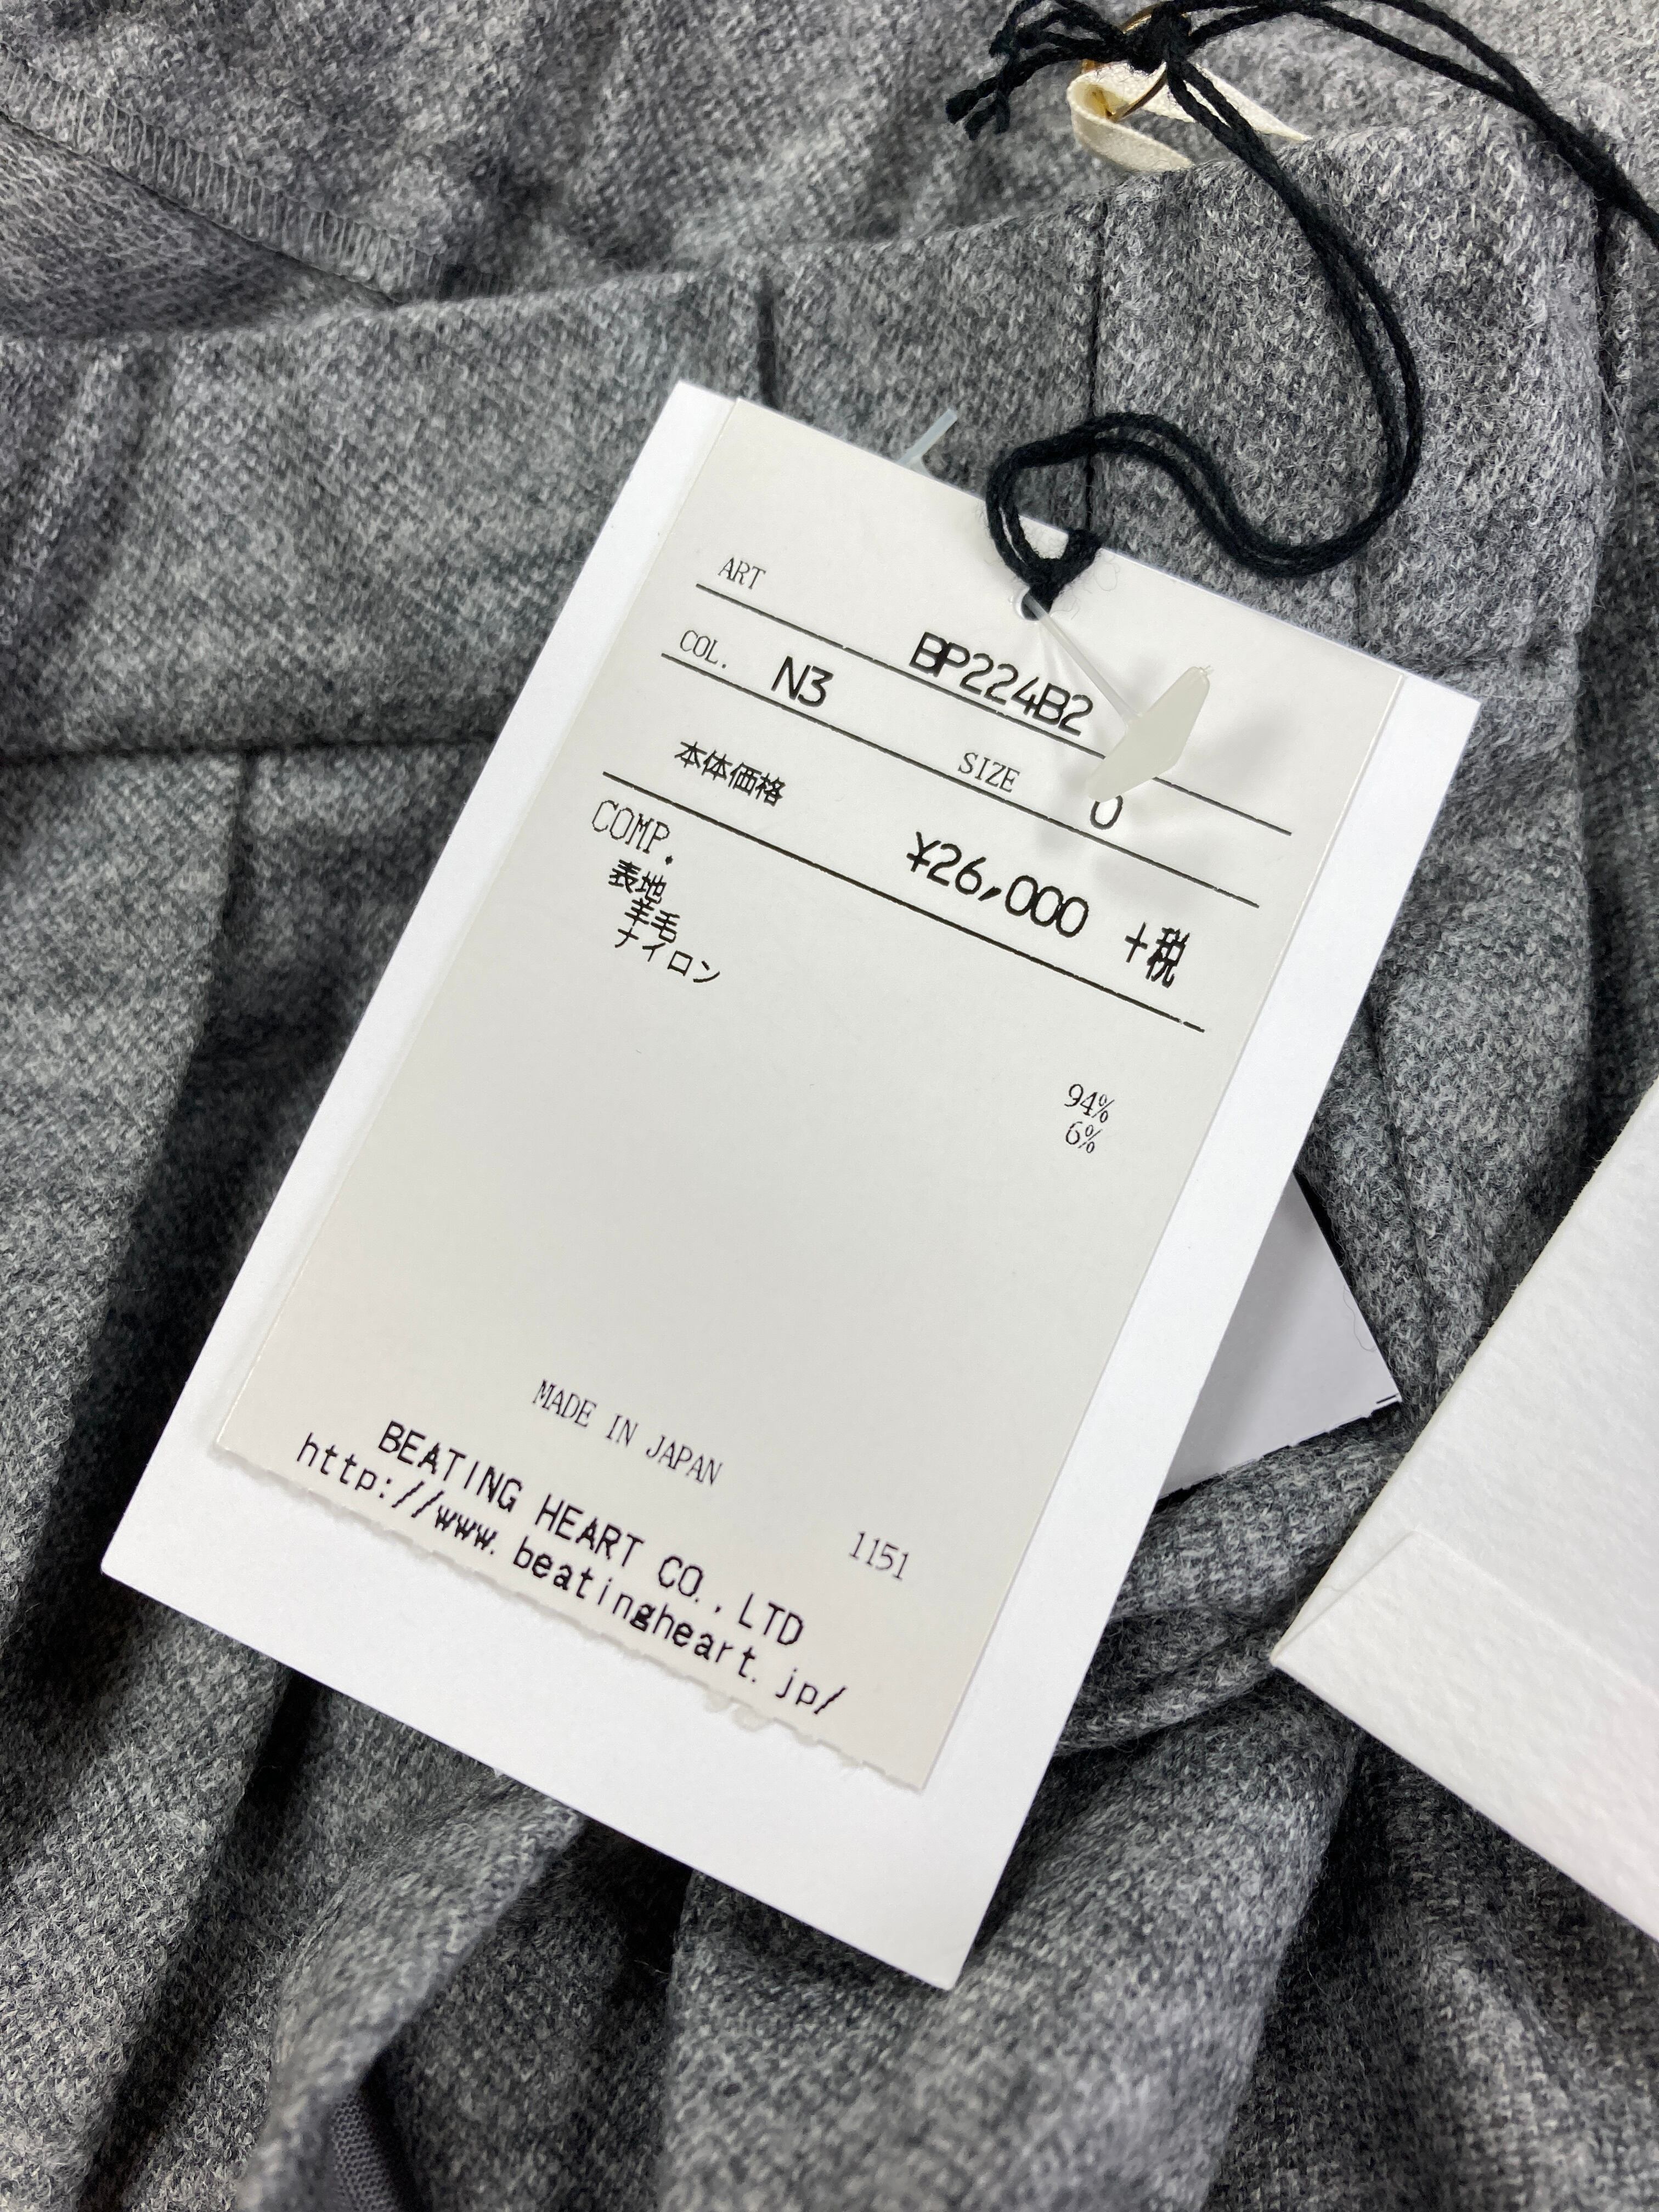 ART BP224B2
COL. N3 SIZE 0
本体価格 ¥26,000 +税
COMP.
表地
羊毛 94%
ナイロン 6%
MADE IN JAPAN
1151
BEATING HEART CO.,LTD
http://www.beatingheart.jp/